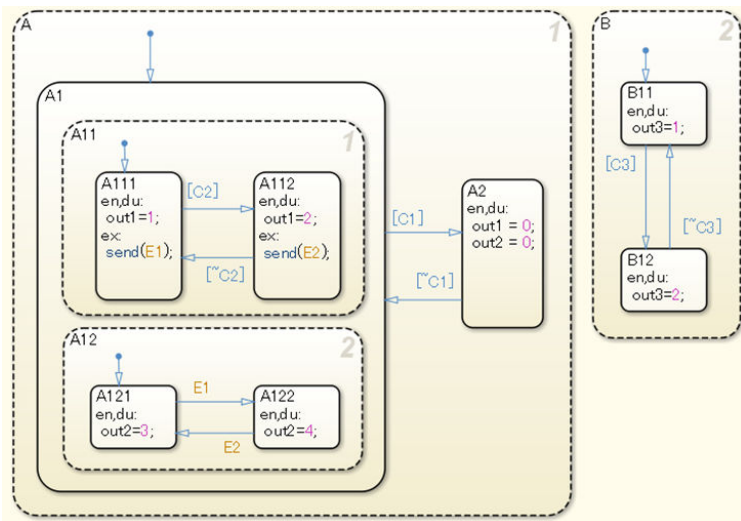 A
1
A1
A11
1
A111
en,du:
out1=1;
ex:
send(E1);
[C2]
[~C2]
A112
en,du:
out1=2;
ex:
send(E2);
A12
2
A121
en,du:
out2=3;
E1
E2
A122
en,du:
out2=4;
[C1]
[~C1]
A2
en,du:
out1 = 0;
out2 = 0;
B
2
B11
en,du:
out3=1;
[C3]
[~C3]
B12
en,du:
out3=2;